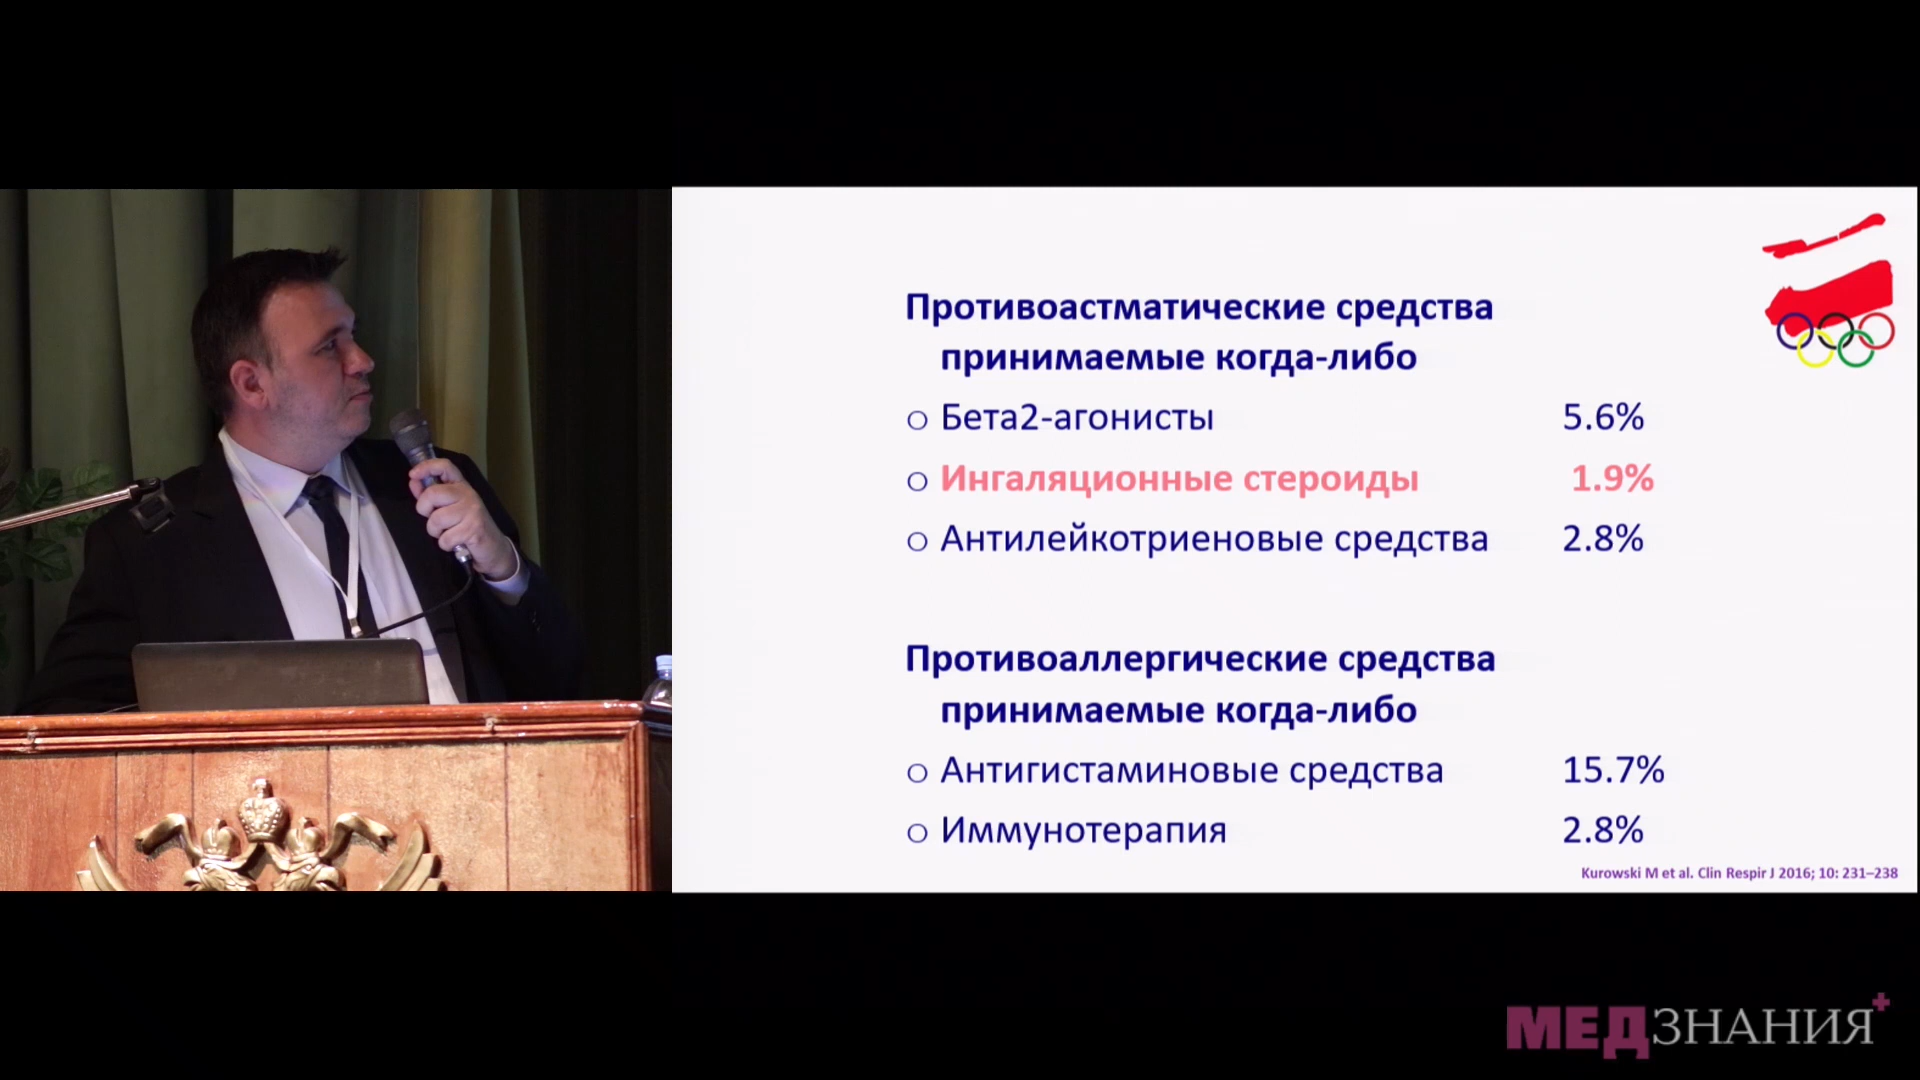 Противоастматические средства
принимаемые когда-либо
Бета2-агонисты 5.6%
Ингаляционные стероиды 1.9%
Антилейкотриеновые средства 2.8%
Противоаллергические средства
принимаемые когда-либо
Антигистаминовые средства 15.7%
Иммунотерапия 2.8%
Kurowski M et al. Clin Respir J 2016; 10: 231–238
МЕДЗНАНИЯ+